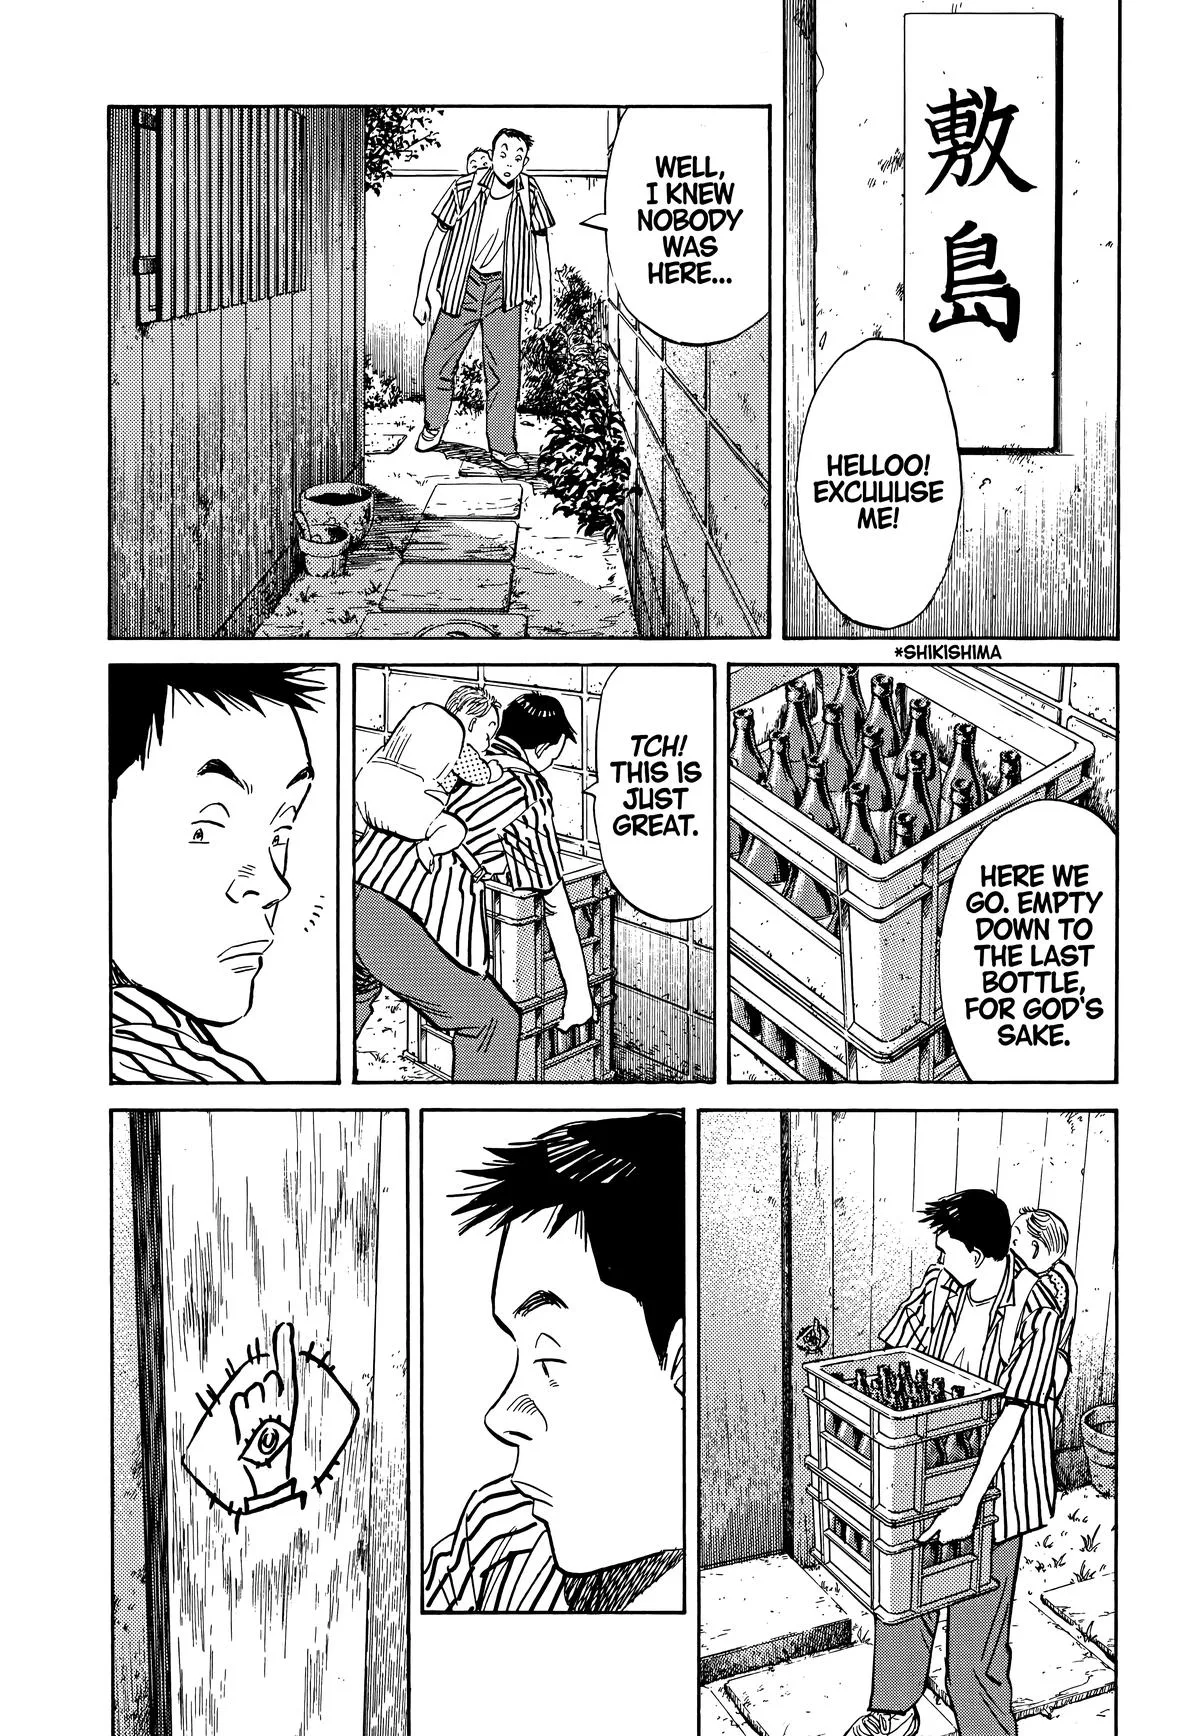 敷
島
HELLOO!
EXCUUUSE
ME!
*SHIKISHIMA
WELL,
I KNEW
NOBODY
WAS
HERE...
HERE WE
GO. EMPTY
DOWN TO
THE LAST
BOTTLE,
FOR GOD'S
SAKE.
TCH!
THIS IS
JUST
GREAT.